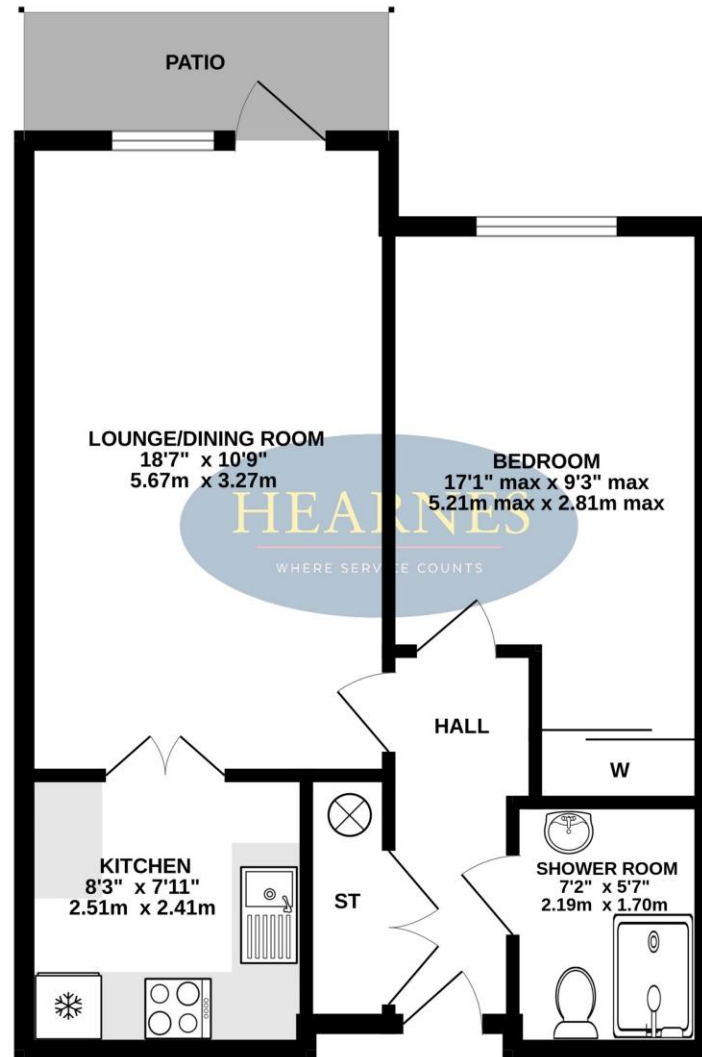 PATIO
LOUNGE/DINING ROOM
18'7" x 10'9"
5.67m x 3.27m
BEDROOM
17'1" max x 9'3" max
5.21m max x 2.81m max
HEARNES
WHERE SERVICE COUNTS
HALL
W
KITCHEN
8'3" x 7'11"
2.51m x 2.41m
ST
SHOWER ROOM
7'2" x 5'7"
2.19m x 1.70m